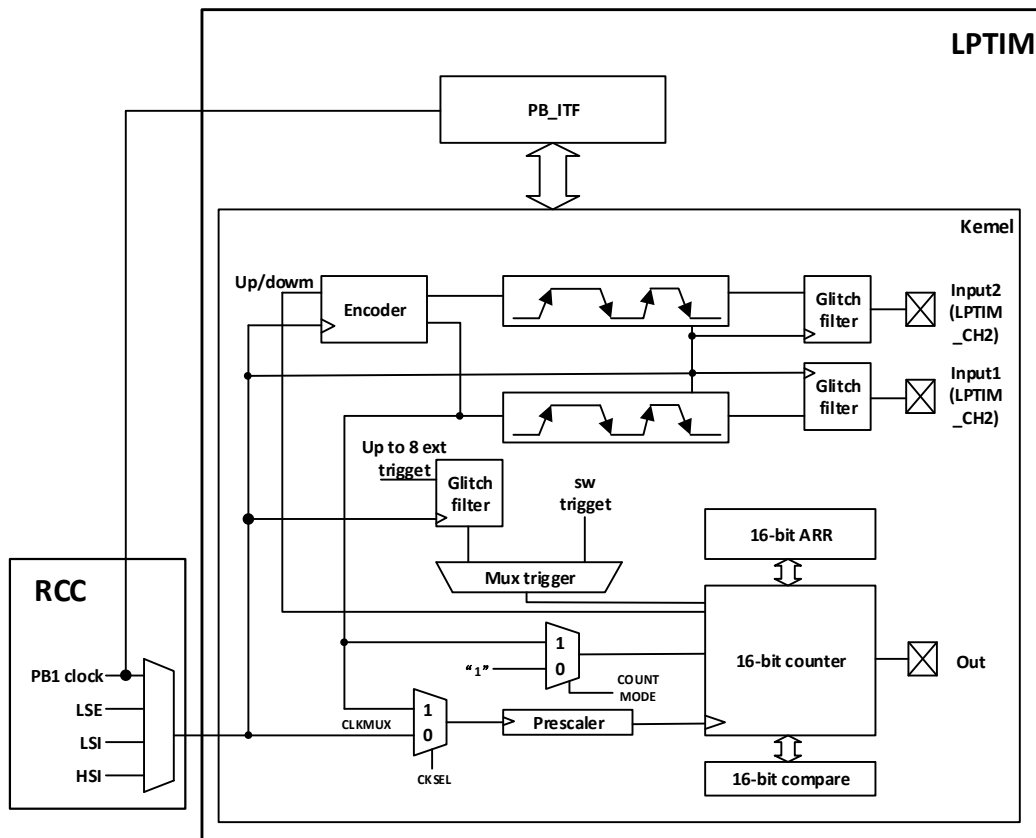 LPTIM
PB_ITF
Kemel
Up/dowm
Encoder
Glitch
filter
Input2
(LPTIM
_CH2)
Glitch
filter
Input1
(LPTIM
_CH2)
Up to 8 ext
trigget
Glitch
filter
sw
trigget
Mux trigger
16-bit ARR
RCC
1
0
"1"
COUNT
MODE
16-bit counter
Out
PB1 clock
LSE
LSI
HSI
CLKMUX
1
0
CKSEL
Prescaler
16-bit compare